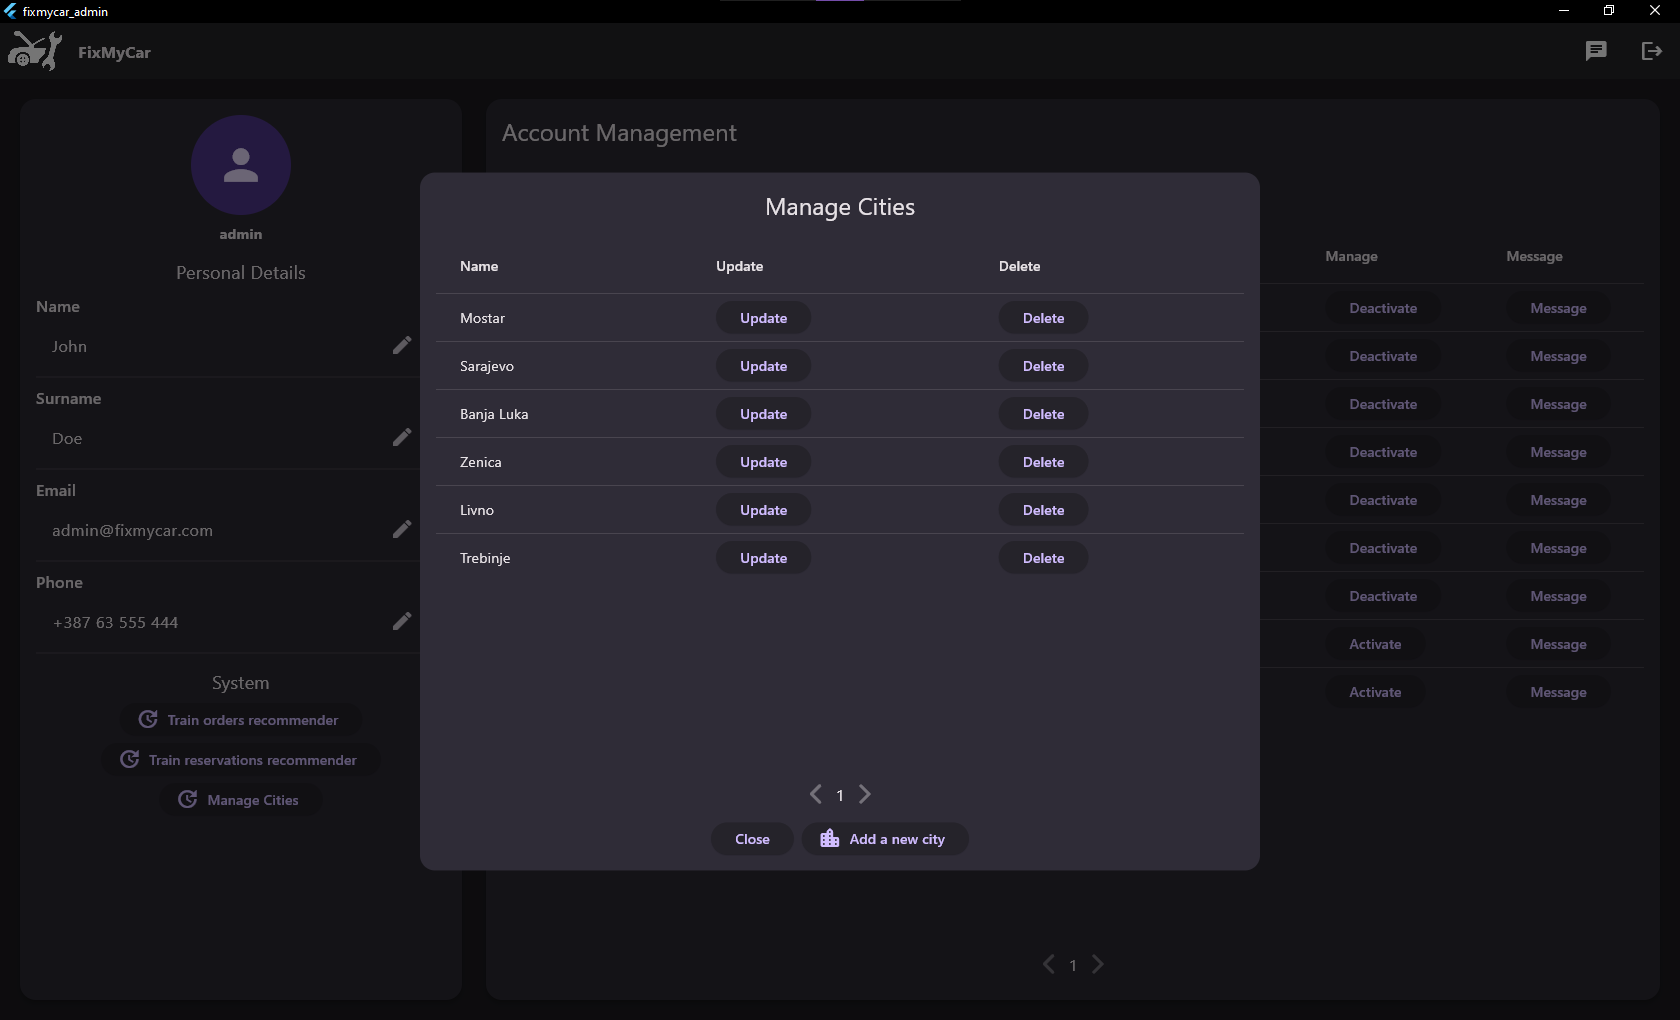 fixmycar_admin
FixMyCar
admin
Personal Details
Name
John
Surname
Doe
Email
admin@fixmycar.com
Phone
+387 63 555 444
System
Train orders recommender
Train reservations recommender
Manage Cities
Account Management
Manage Message
Deactivate Message
Deactivate Message
Deactivate Message
Deactivate Message
Deactivate Message
Deactivate Message
Deactivate Message
Activate Message
Activate Message
1
Manage Cities
Name Update Delete
Mostar Update Delete
Sarajevo Update Delete
Banja Luka Update Delete
Zenica Update Delete
Livno Update Delete
Trebinje Update Delete
1
Close Add a new city